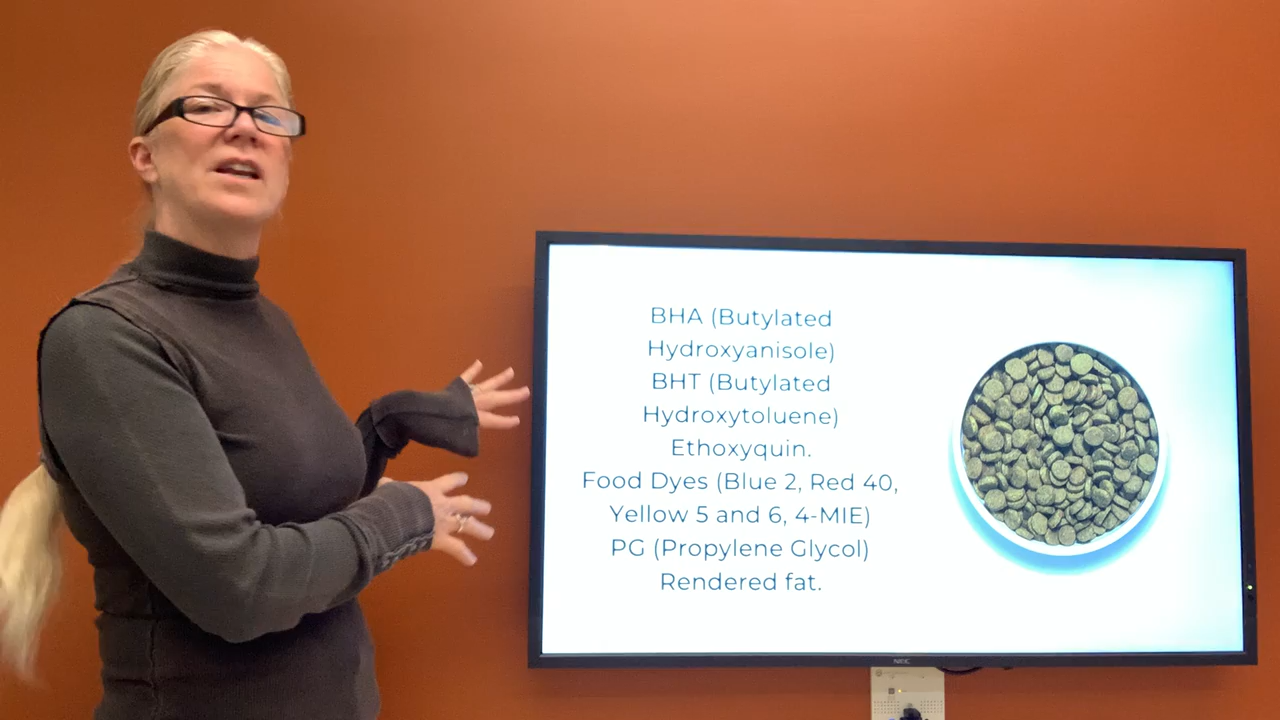 BHA (Butylated
Hydroxyanisole)
BHT (Butylated
Hydroxytoluene)
Ethoxyquin.
Food Dyes (Blue 2, Red 40,
Yellow 5 and 6, 4-MIE)
PG (Propylene Glycol)
Rendered fat.
NEC